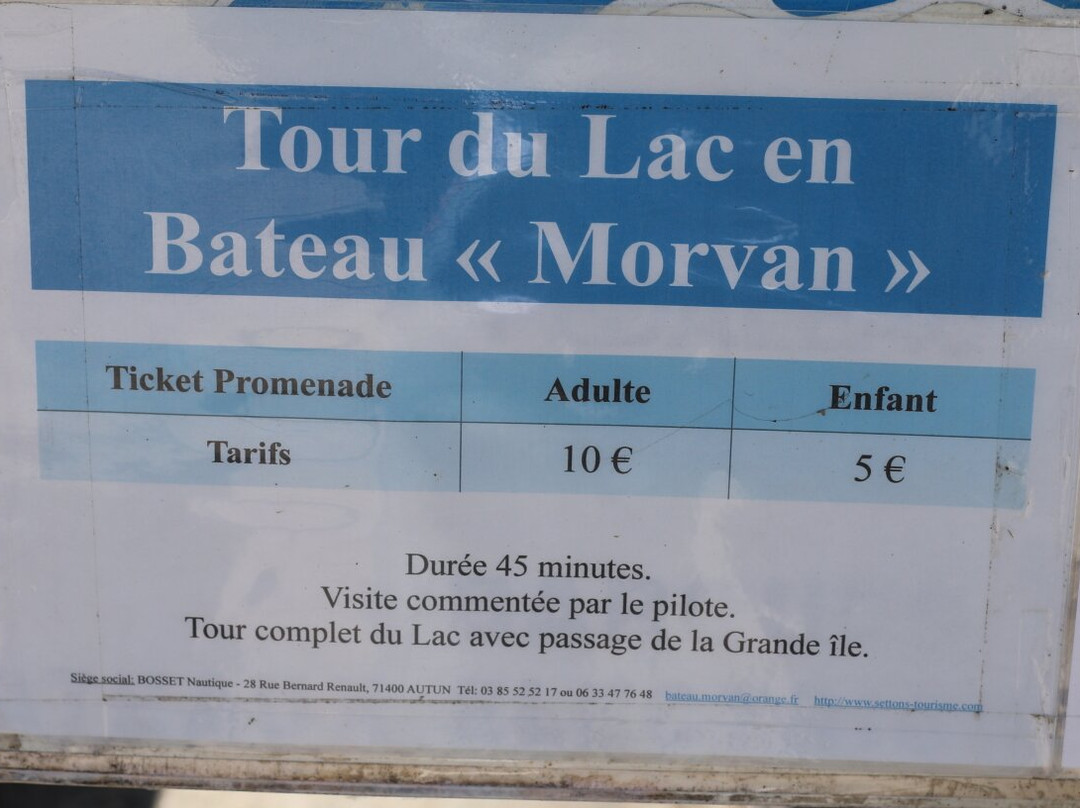 Tour du Lac en
Bateau « Morvan »
Ticket Promenade Adulte Enfant
Tarifs 10 € 5 €
Durée 45 minutes.
Visite commentée par le pilote.
Tour complet du Lac avec passage de la Grande île.
Siège social: BOSSET Nautique - 28 Rue Bernard Renault, 71400 AUTUN Tél: 03 85 52 52 17 ou 06 33 47 76 48 bateau.morvan@orange.fr http://www.settons-tourisme.com